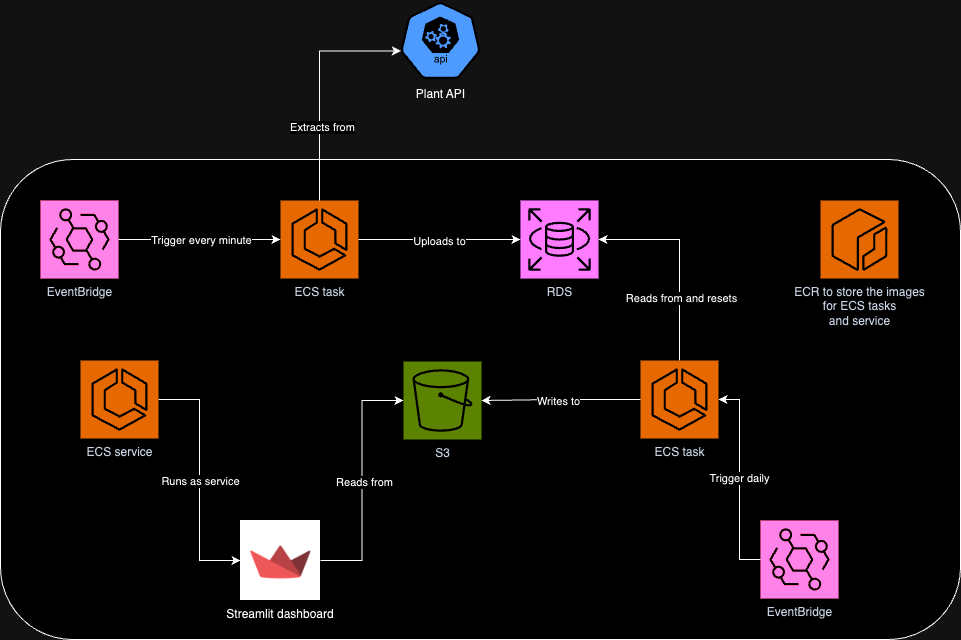 api
Plant API
Extracts from
Trigger every minute
Uploads to
EventBridge
ECS task
RDS
ECR to store the images
for ECS tasks
and service
Reads from and resets
Writes to
ECS service
S3
ECS task
Runs as service
Reads from
Trigger daily
Streamlit dashboard
EventBridge